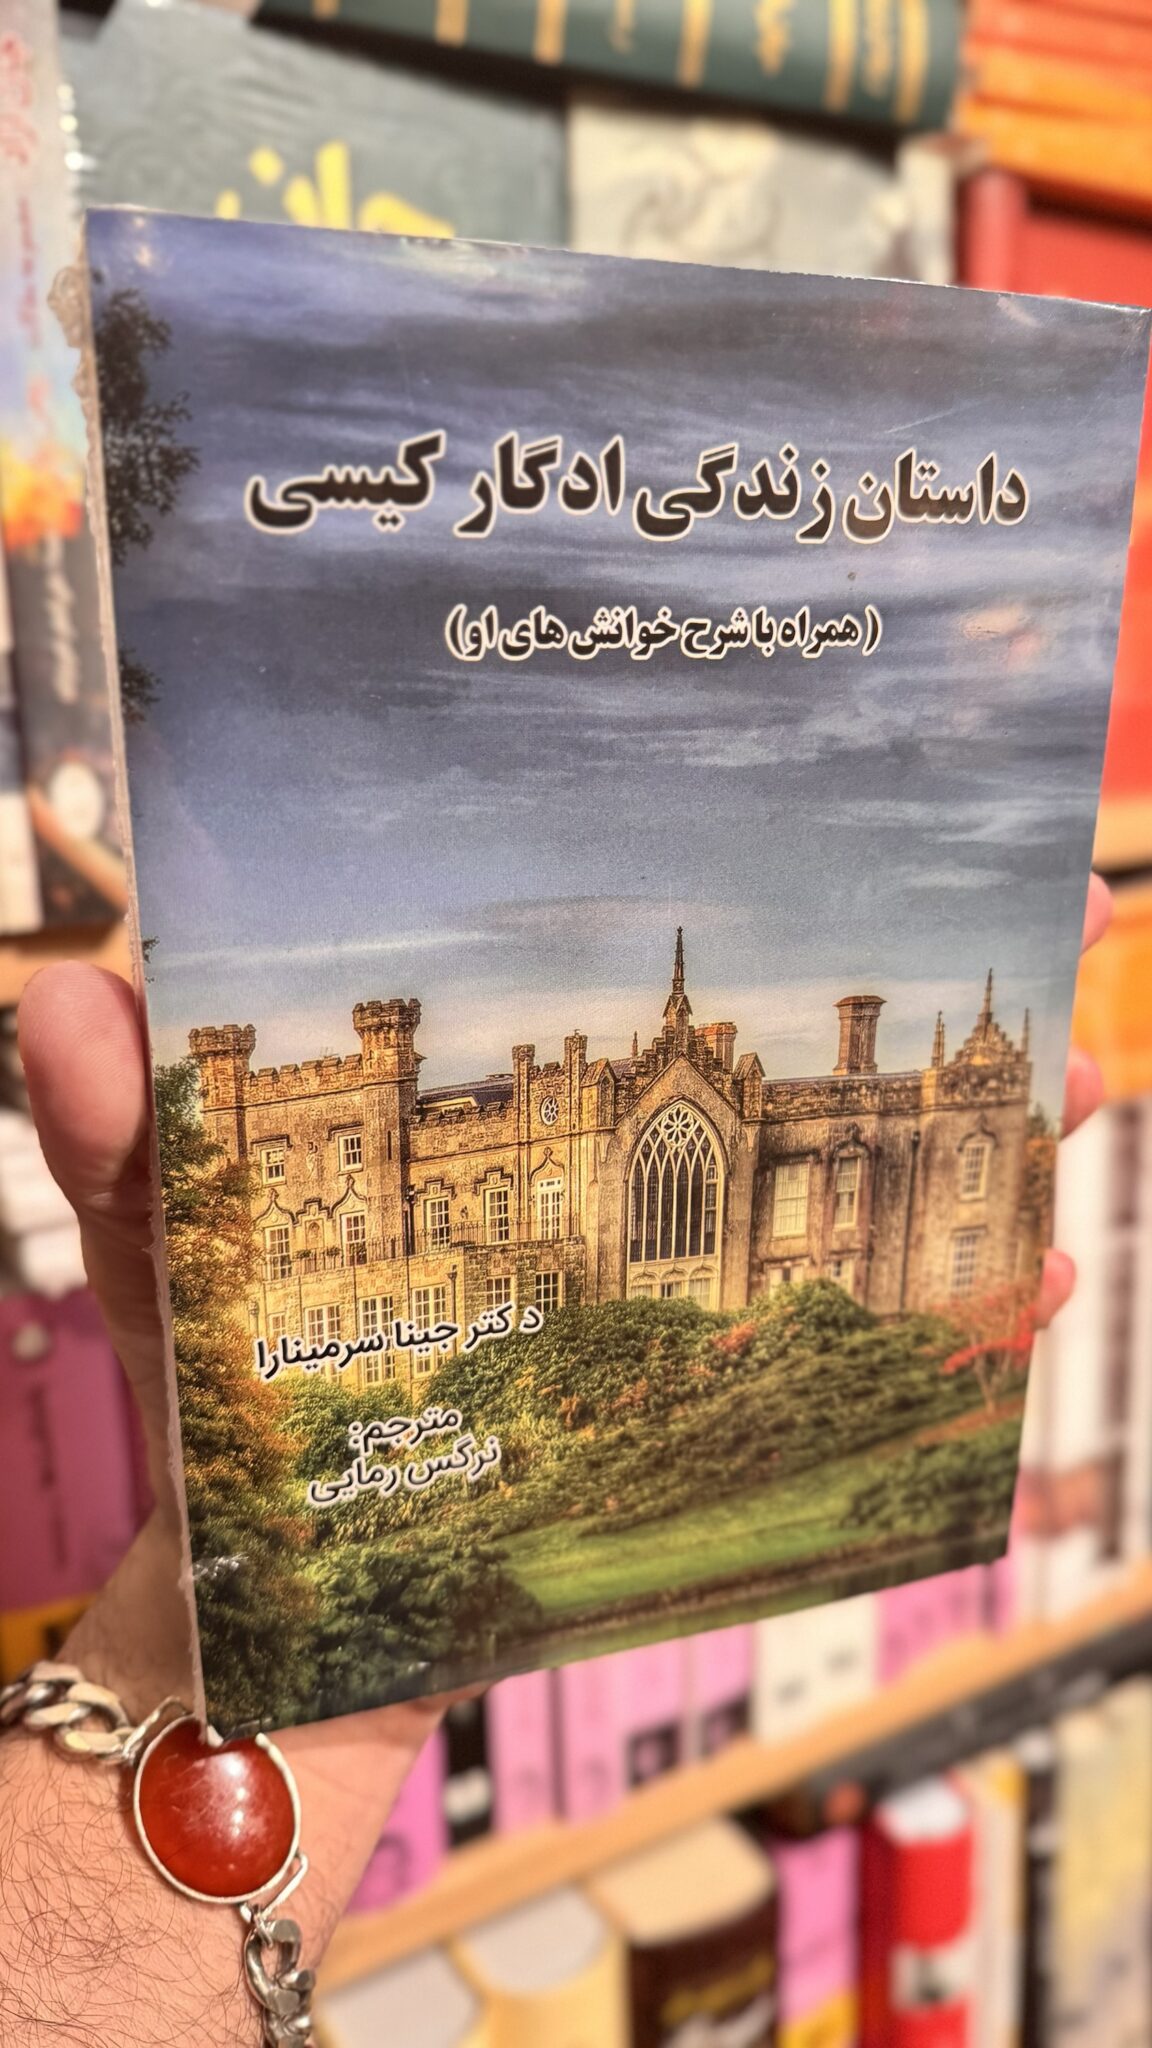 داستان زندگی ادگار کیسی
( همراه با شرح خوانش های او)
دکتر جینا سرمینارا
مترجم:
نرگس رمایی